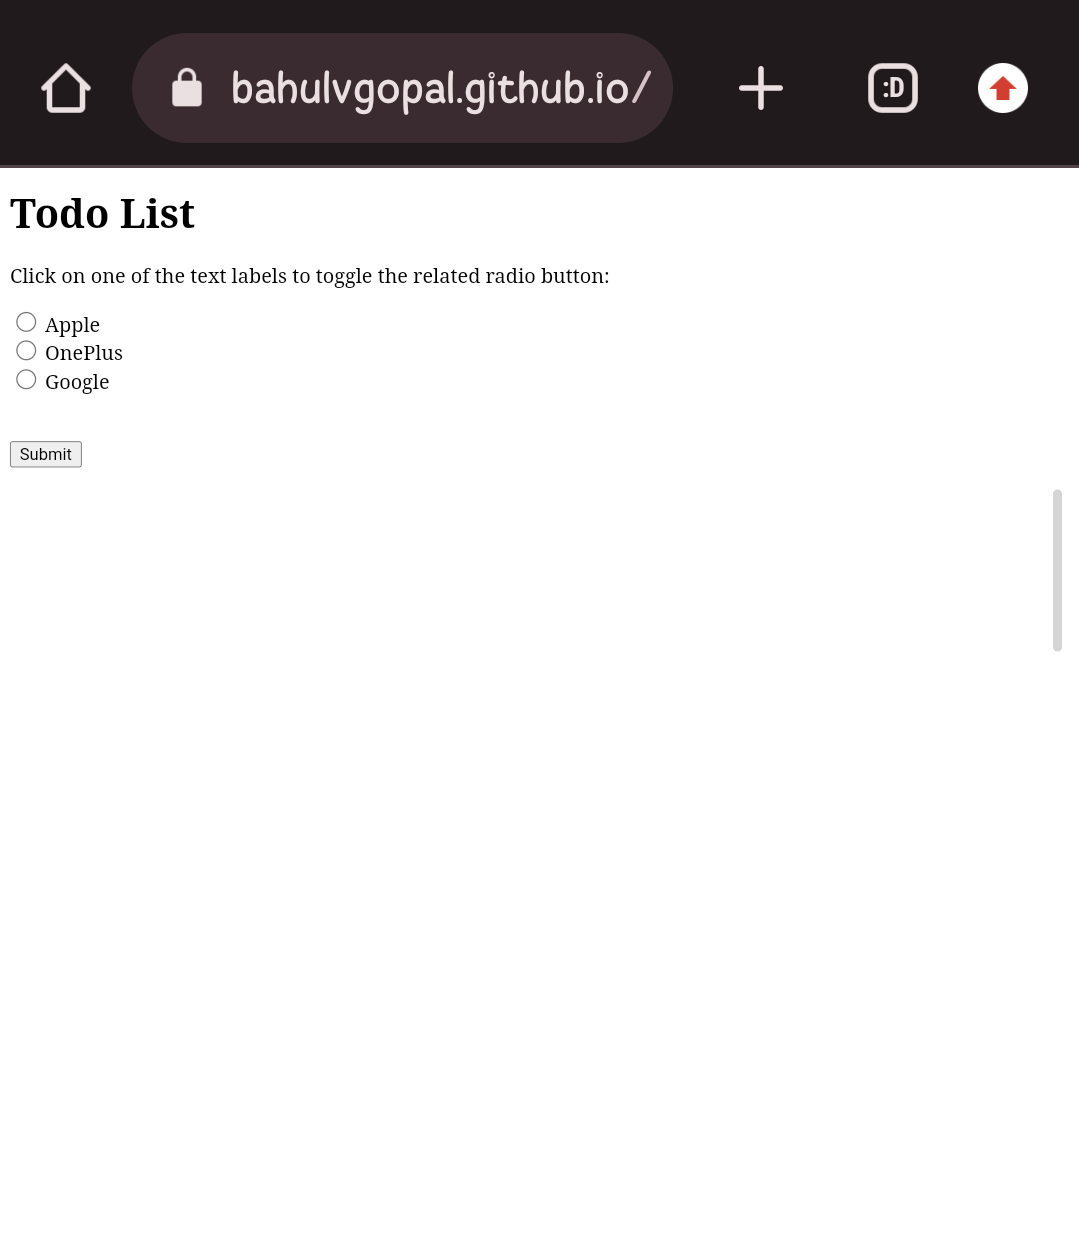 bahulvgopal.github.io/
:D
Todo List
Click on one of the text labels to toggle the related radio button:
Apple
OnePlus
Google
Submit